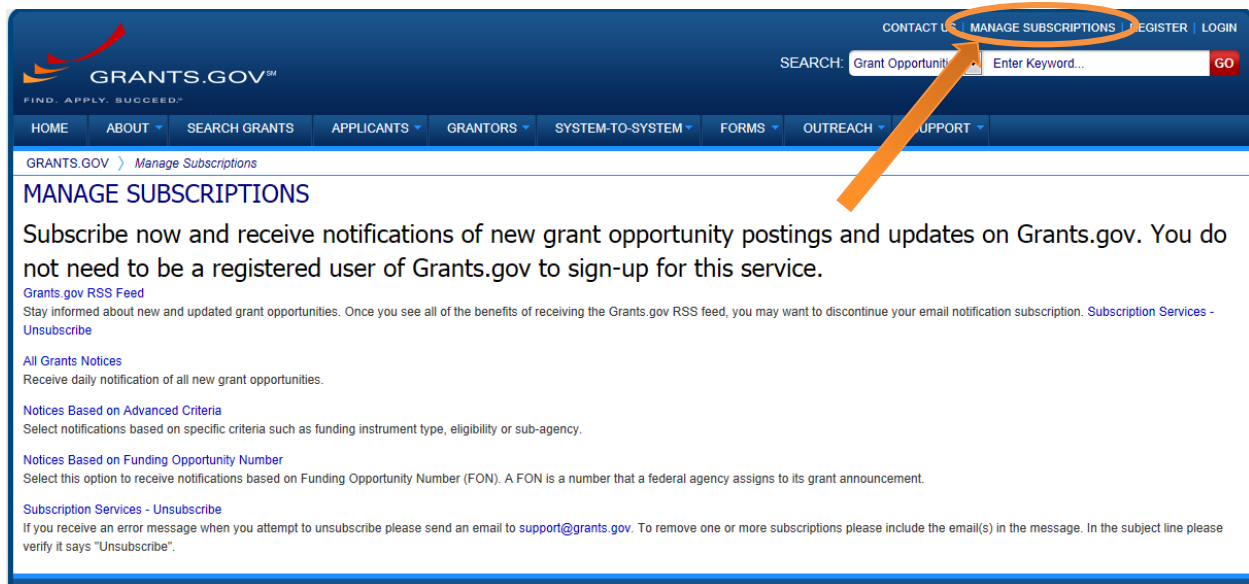 CONTACT US | MANAGE SUBSCRIPTIONS | REGISTER | LOGIN
SEARCH: Grant Opportuniti Enter Keyword... GO
GRANTS.GOV℠
FIND. APPLY. SUCCEED.℠
HOME ABOUT SEARCH GRANTS APPLICANTS GRANTORS SYSTEM-TO-SYSTEM FORMS OUTREACH SUPPORT
GRANTS.GOV 〉 Manage Subscriptions
MANAGE SUBSCRIPTIONS
Subscribe now and receive notifications of new grant opportunity postings and updates on Grants.gov. You do
not need to be a registered user of Grants.gov to sign-up for this service.
Grants.gov RSS Feed
Stay informed about new and updated grant opportunities. Once you see all of the benefits of receiving the Grants.gov RSS feed, you may want to discontinue your email notification subscription. Subscription Services -
Unsubscribe
All Grants Notices
Receive daily notification of all new grant opportunities.
Notices Based on Advanced Criteria
Select notifications based on specific criteria such as funding instrument type, eligibility or sub-agency.
Notices Based on Funding Opportunity Number
Select this option to receive notifications based on Funding Opportunity Number (FON). A FON is a number that a federal agency assigns to its grant announcement.
Subscription Services - Unsubscribe
If you receive an error message when you attempt to unsubscribe please send an email to support@grants.gov. To remove one or more subscriptions please include the email(s) in the message. In the subject line please
verify it says "Unsubscribe".